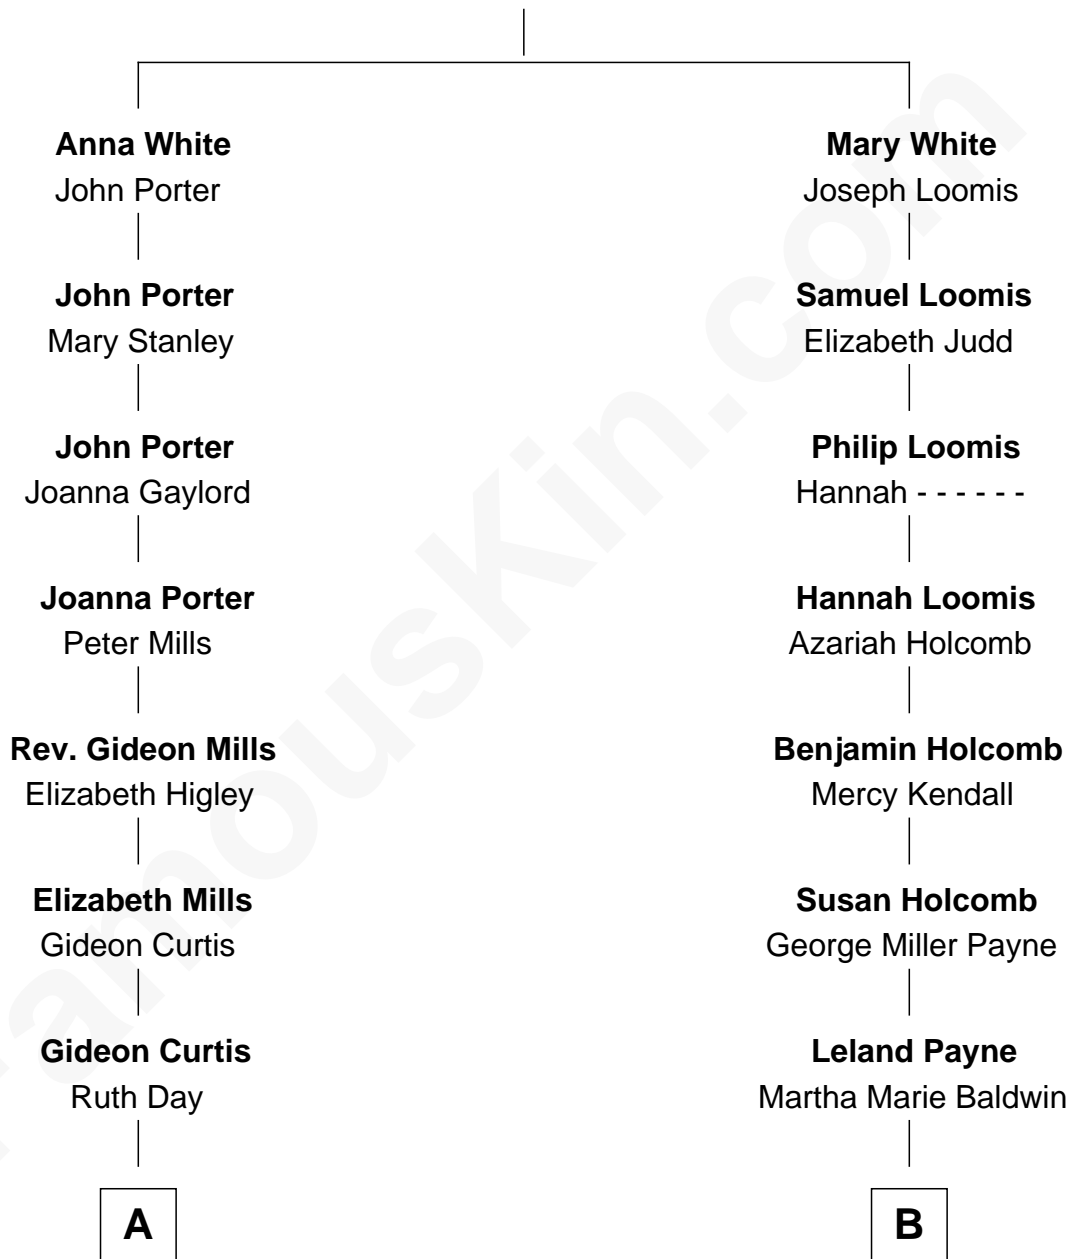 Anna White
John Porter
John Porter
Mary Stanley
John Porter
Joanna Gaylord
Joanna Porter
Peter Mills
Rev. Gideon Mills
Elizabeth Higley
Elizabeth Mills
Gideon Curtis
Gideon Curtis
Ruth Day
A
Mary White
Joseph Loomis
Samuel Loomis
Elizabeth Judd
Philip Loomis
Hannah - - - - - -
Hannah Loomis
Azariah Holcomb
Benjamin Holcomb
Mercy Kendall
Susan Holcomb
George Miller Payne
Leland Payne
Martha Marie Baldwin
B
FamousKin.com